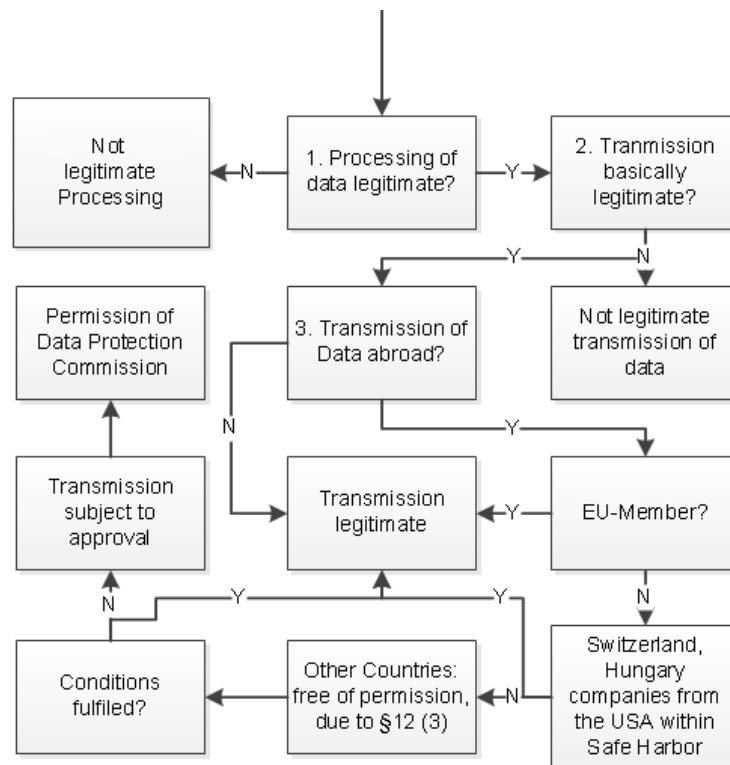 Not
legitimate
Processing
N
1. Processing of
data legitimate?
Y
2. Tranmission
basically
legitimate?
Y
N
Permission of
Data Protection
Commission
3. Transmission of
Data abroad?
Not legitimate
transmission of
data
N
Y
Transmission
subject to
approval
Transmission
legitimate
Y
EU-Member?
N
Y
Y
N
Conditions
fulfiled?
Other Countries:
free of permission,
due to §12 (3)
N
Switzerland,
Hungary
companies from
the USA within
Safe Harbor